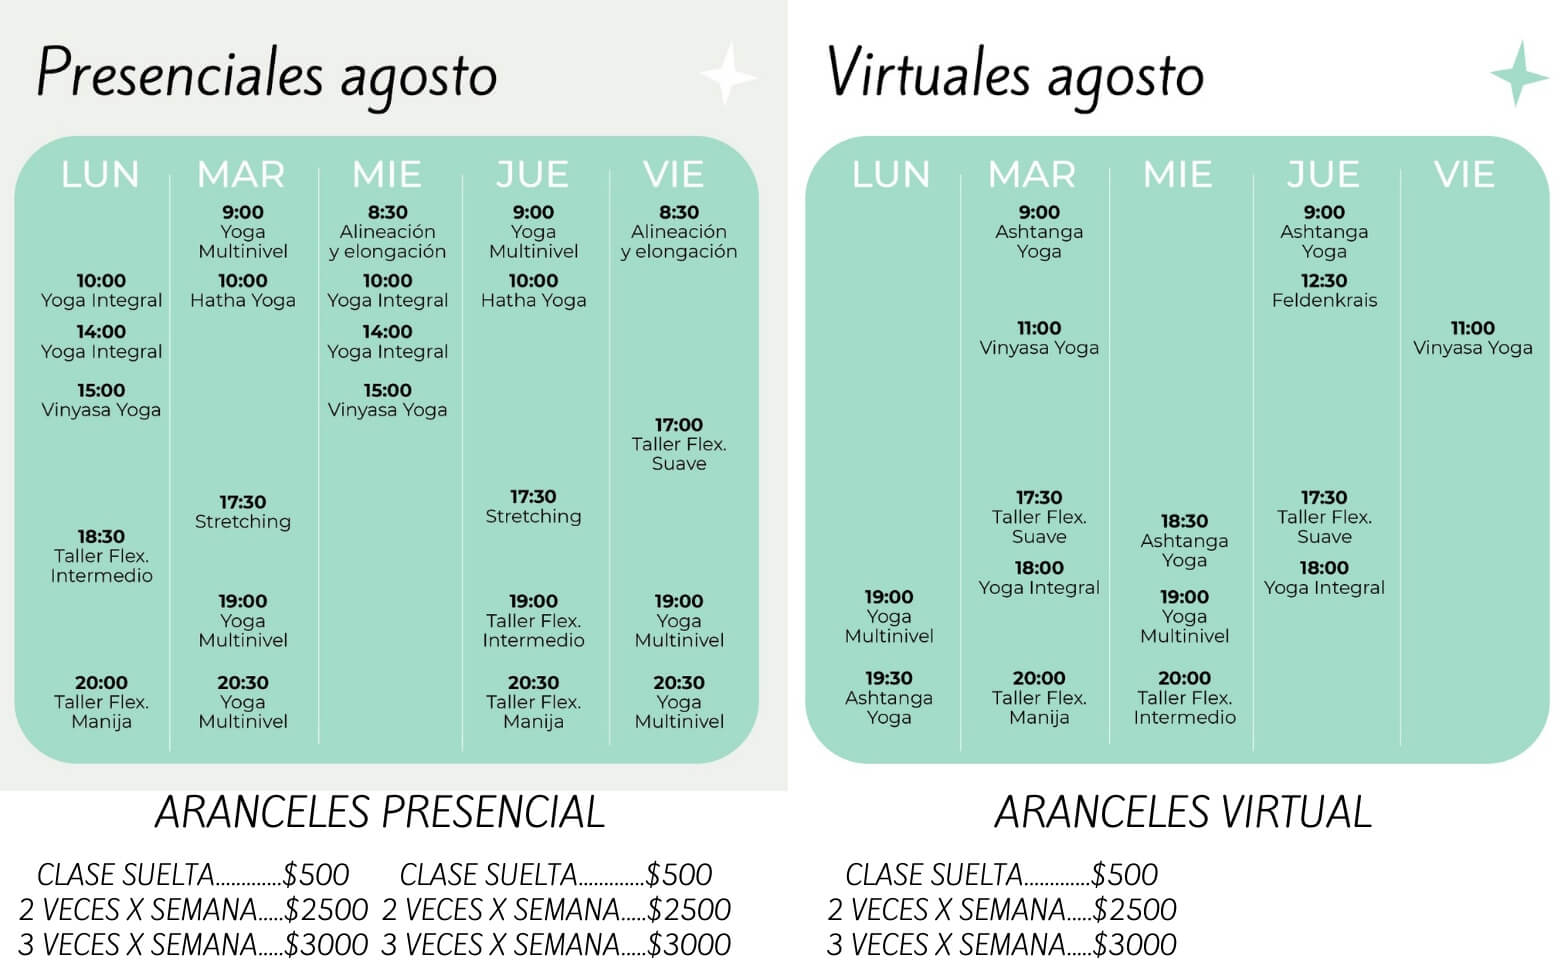 Presenciales agosto
LUN
10:00
Yoga Integral
14:00
Yoga Integral
15:00
Vinyasa Yoga
18:30
Taller Flex.
Intermedio
20:00
Taller Flex.
Manija
MAR
9:00
Yoga
Multinivel
10:00
Hatha Yoga
17:30
Stretching
19:00
Yoga
Multinivel
20:30
Yoga
Multinivel
MIE
8:30
Alineación
y elongación
10:00
Yoga Integral
14:00
Yoga Integral
15:00
Vinyasa Yoga
JUE
9:00
Yoga
Multinivel
10:00
Hatha Yoga
17:30
Stretching
19:00
Taller Flex.
Intermedio
20:30
Taller Flex.
Manija
VIE
8:30
Alineación
y elongación
17:00
Taller Flex.
Suave
19:00
Yoga
Multinivel
20:30
Yoga
Multinivel
ARANCELES PRESENCIAL
CLASE SUELTA.............$500
2 VECES X SEMANA.....$2500
3 VECES X SEMANA.....$3000
CLASE SUELTA.............$500
2 VECES X SEMANA.....$2500
3 VECES X SEMANA.....$3000
Virtuales agosto
LUN
19:00
Yoga
Multinivel
19:30
Ashtanga
Yoga
MAR
9:00
Ashtanga
Yoga
11:00
Vinyasa Yoga
17:30
Taller Flex.
Suave
18:00
Yoga Integral
20:00
Taller Flex.
Manija
MIE
18:30
Ashtanga
Yoga
19:00
Yoga
Multinivel
20:00
Taller Flex.
Intermedio
JUE
9:00
Ashtanga
Yoga
12:30
Feldenkrais
17:30
Taller Flex.
Suave
18:00
Yoga Integral
VIE
11:00
Vinyasa Yoga
ARANCELES VIRTUAL
CLASE SUELTA.............$500
2 VECES X SEMANA.....$2500
3 VECES X SEMANA.....$3000